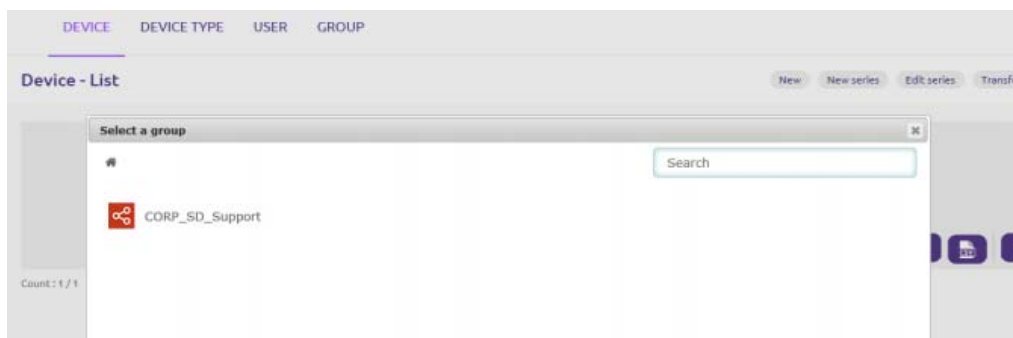 DEVICE DEVICE TYPE USER GROUP
Device - List New New series Edit series Transf
Select a group
Search
CORP_SD_Support
Count : 1 / 1